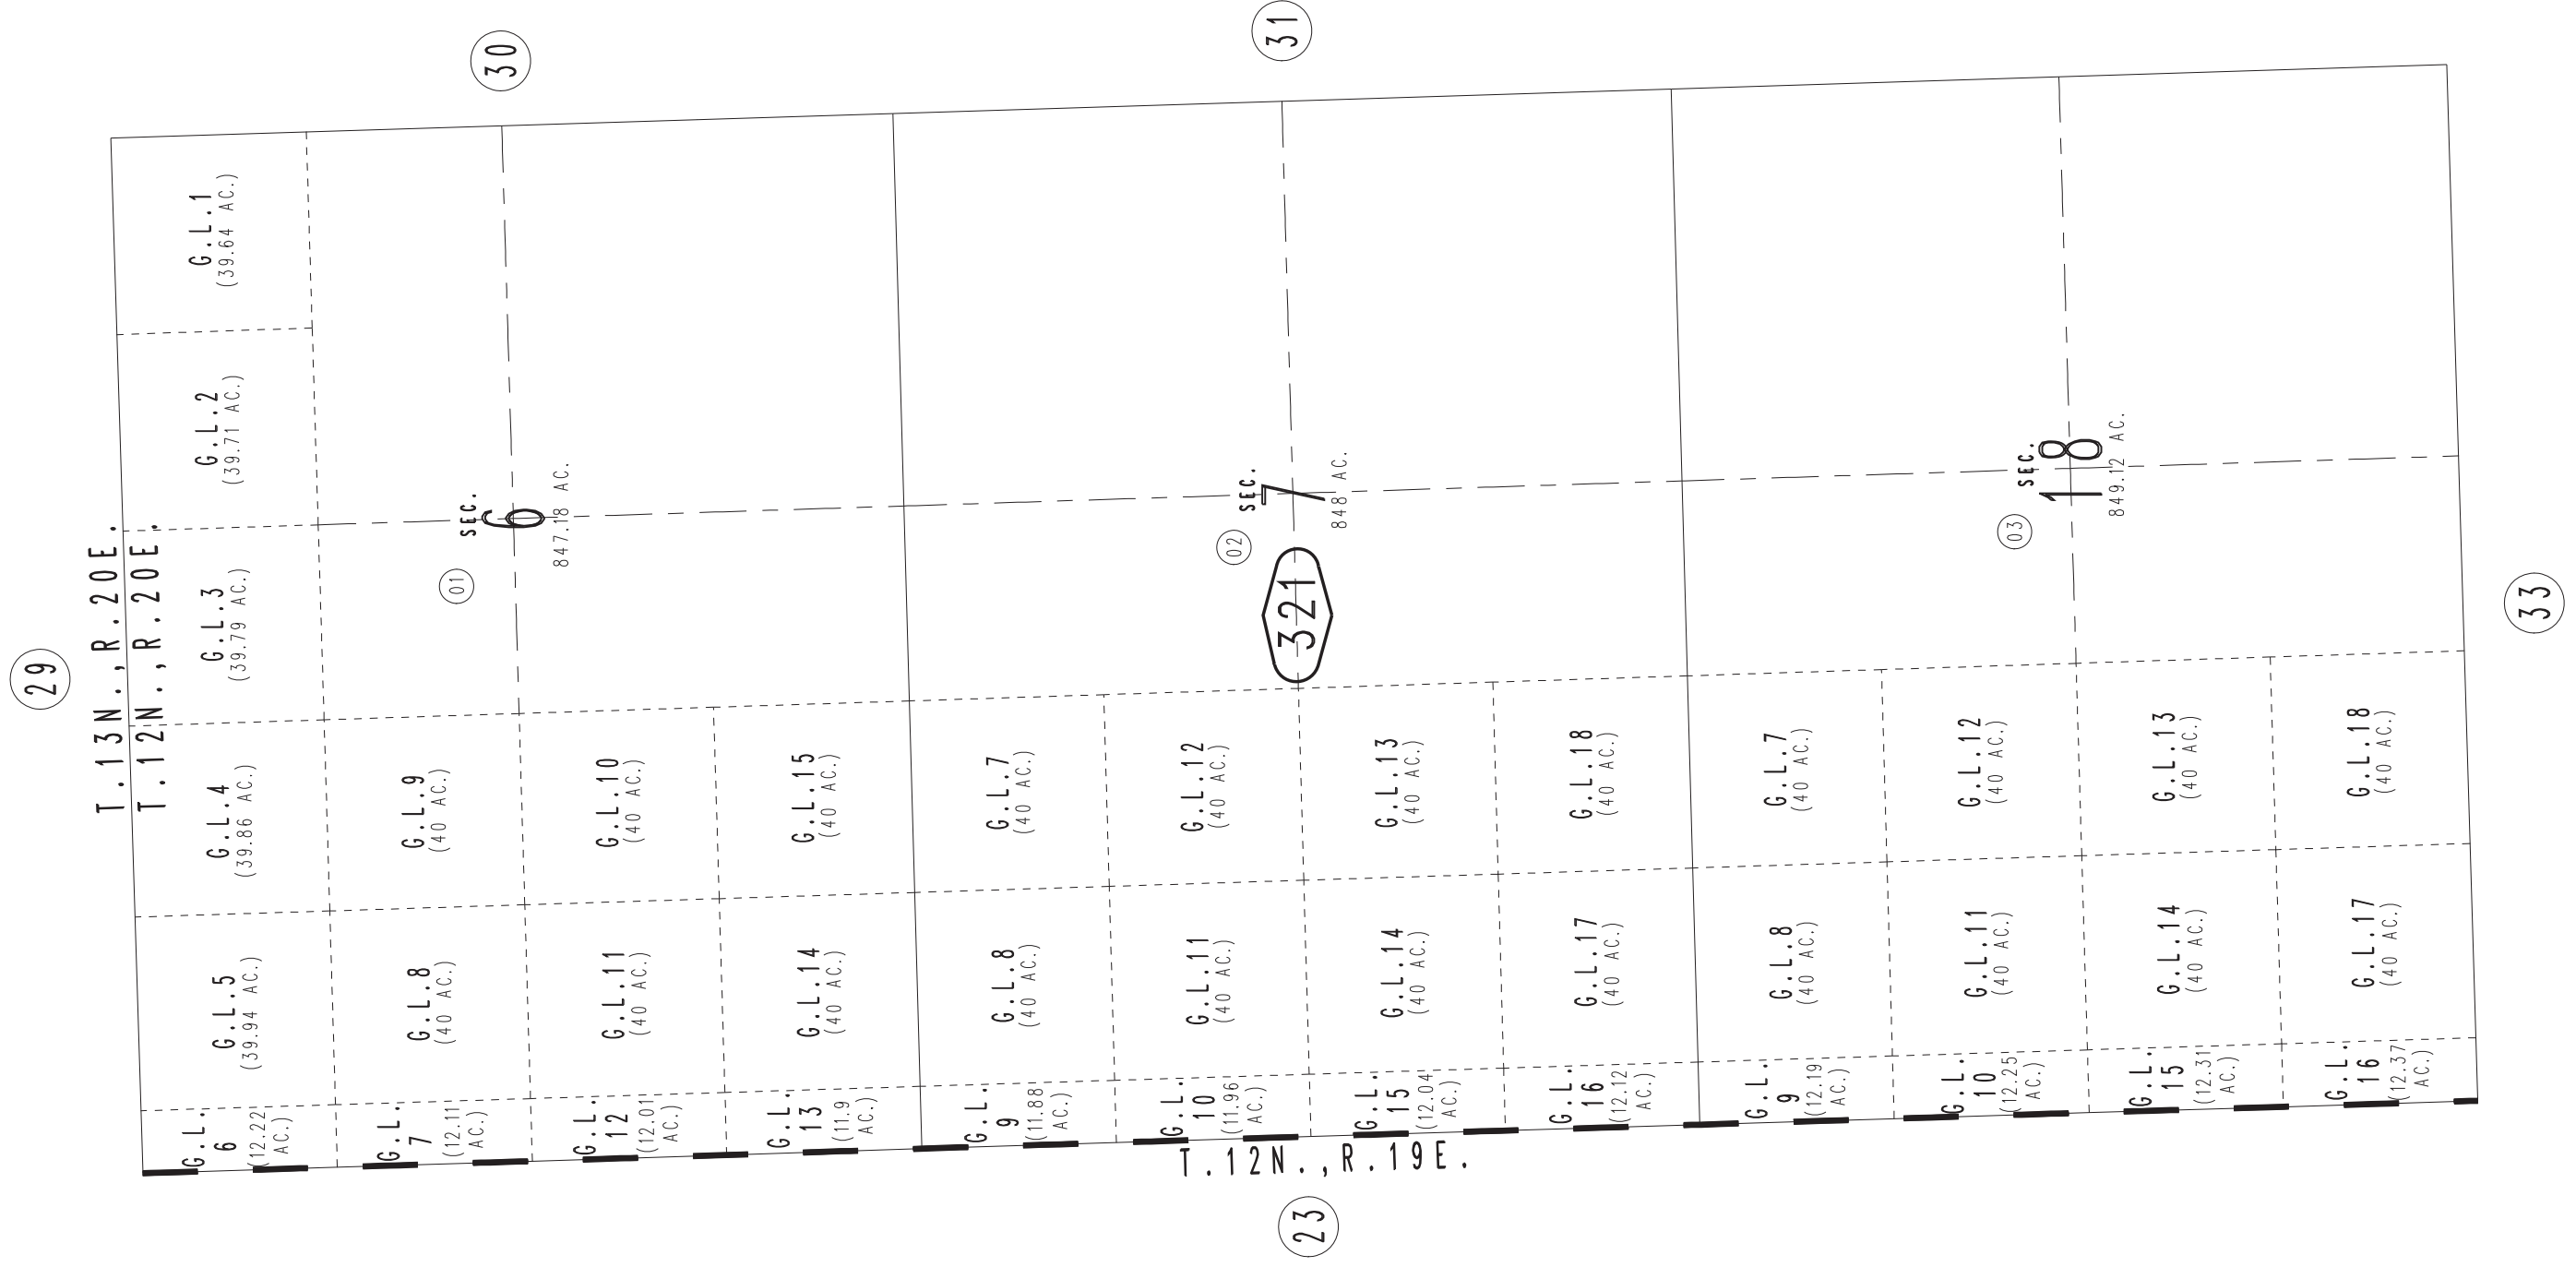 29
T.13N.,R.20E.
T.12N.,R.20E.
30
31
33
23
T.12N.,R.19E.
321
G.L.6
(12.22
AC.)
G.L.5
(39.94 AC.)
G.L.4
(39.86 AC.)
G.L.3
(39.79 AC.)
G.L.2
(39.71 AC.)
G.L.1
(39.64 AC.)
G.L.
7
(12.11
AC.)
G.L.8
(40 AC.)
G.L.9
(40 AC.)
01
SEC.
6
847.18 AC.
G.L.
12
(12.01
AC.)
G.L.11
(40 AC.)
G.L.10
(40 AC.)
G.L.
13
(11.9
AC.)
G.L.14
(40 AC.)
G.L.15
(40 AC.)
G.L.
9
(11.88
AC.)
G.L.8
(40 AC.)
G.L.7
(40 AC.)
G.L.
10
(11.96
AC.)
G.L.11
(40 AC.)
G.L.12
(40 AC.)
02
SEC.
7
848 AC.
G.L.
15
(12.04
AC.)
G.L.14
(40 AC.)
G.L.13
(40 AC.)
G.L.
16
(12.12
AC.)
G.L.17
(40 AC.)
G.L.18
(40 AC.)
G.L.
9
(12.19
AC.)
G.L.8
(40 AC.)
G.L.7
(40 AC.)
G.L.
10
(12.25
AC.)
G.L.11
(40 AC.)
G.L.12
(40 AC.)
03
SEC.
18
849.12 AC.
G.L.
15
(12.31
AC.)
G.L.14
(40 AC.)
G.L.13
(40 AC.)
G.L.
16
(12.37
AC.)
G.L.17
(40 AC.)
G.L.18
(40 AC.)